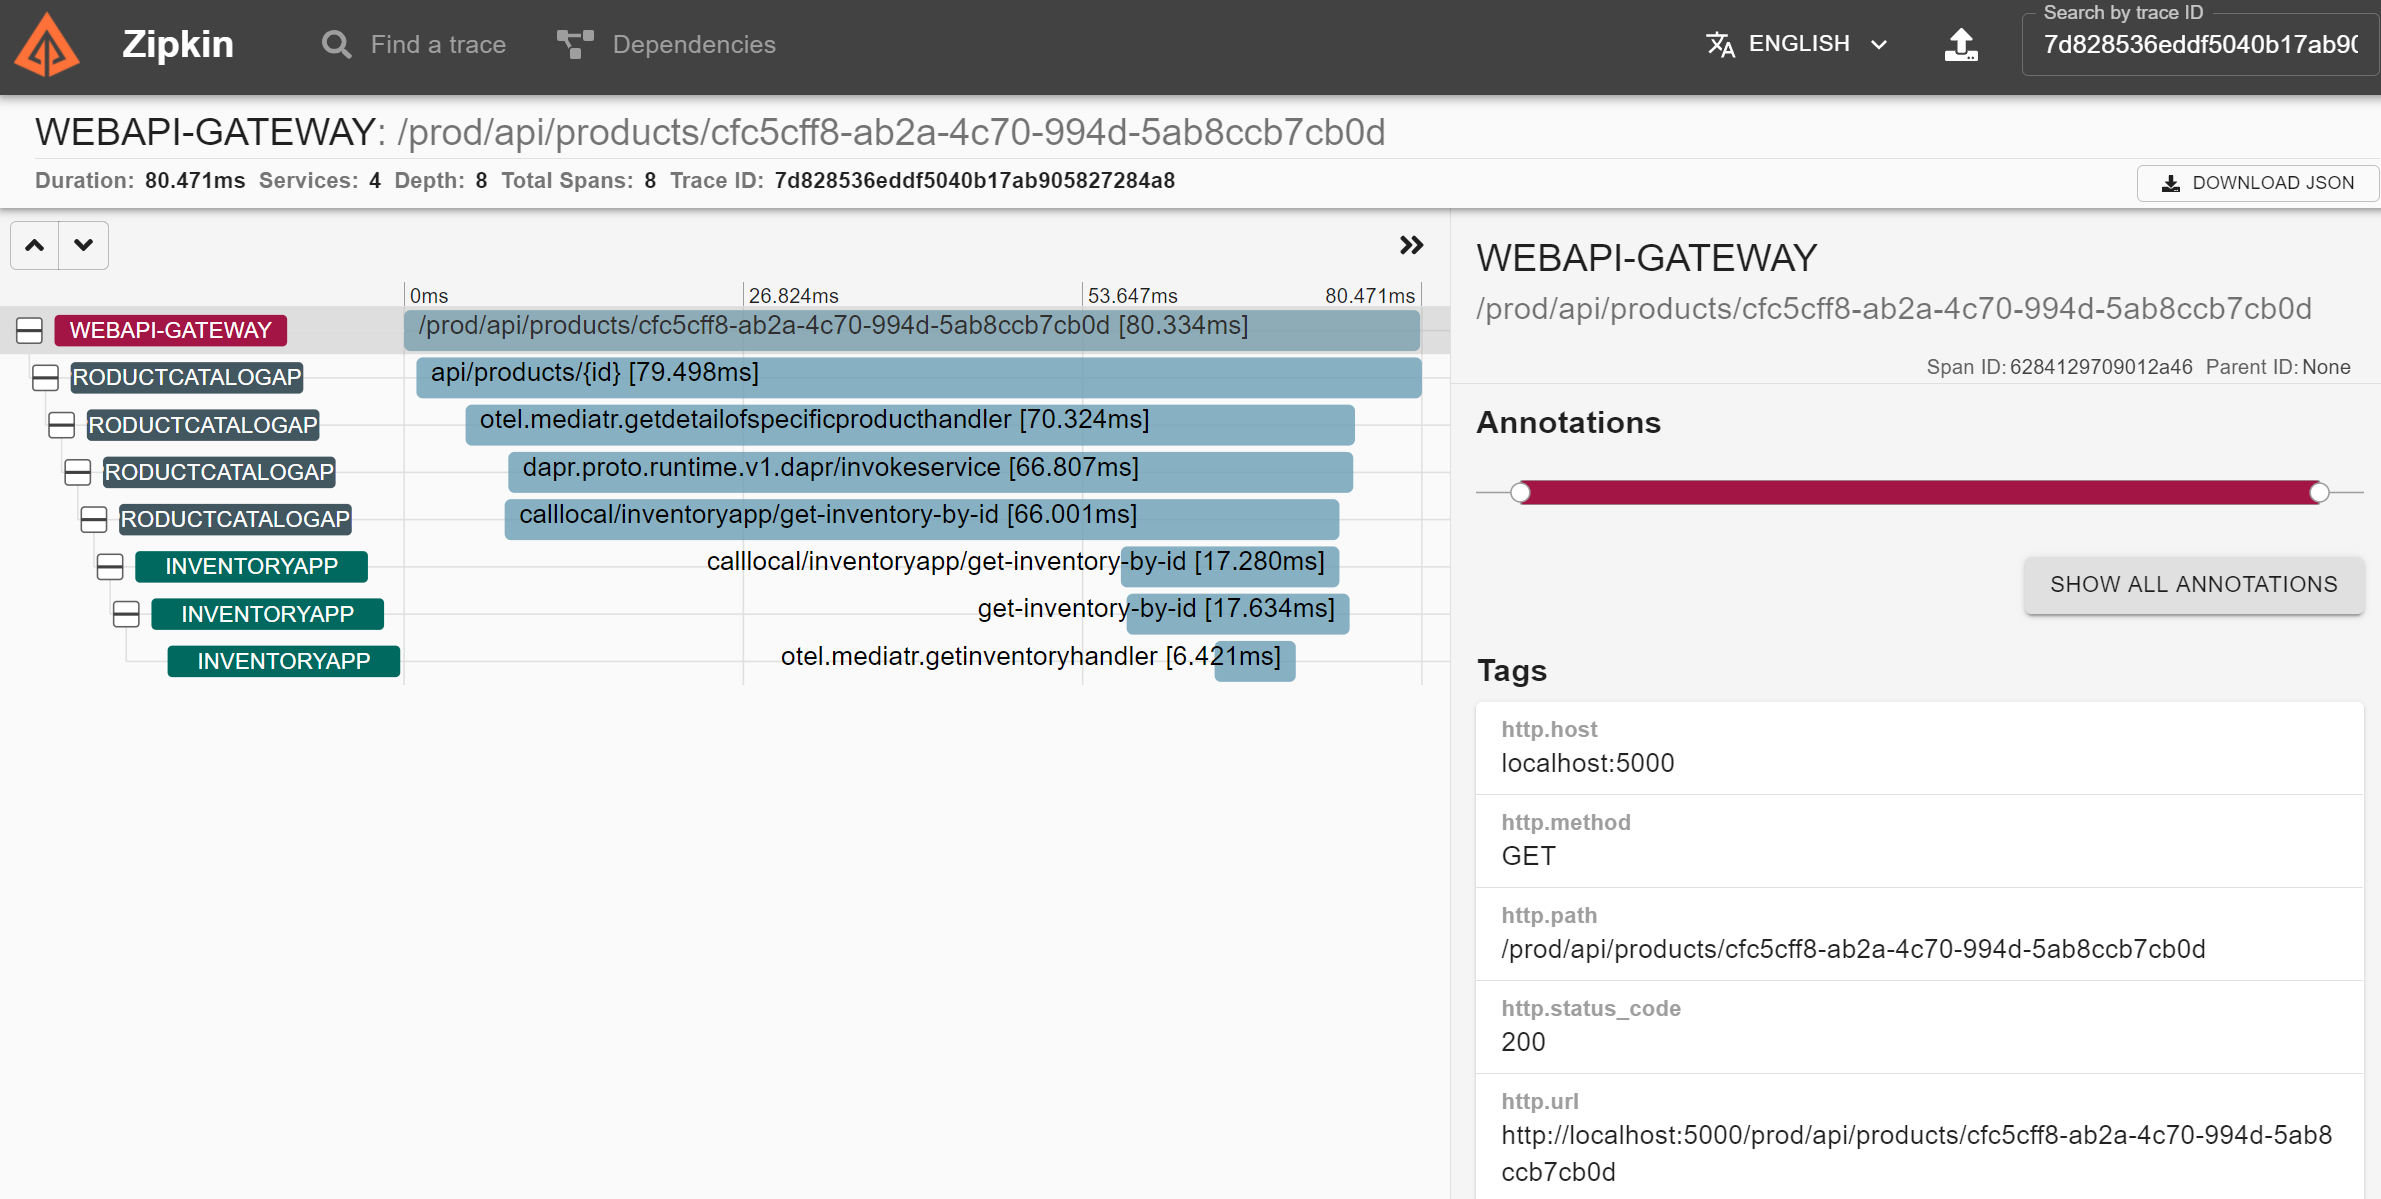 Zipkin
Find a trace
Dependencies
ENGLISH
Search by trace ID
7d828536eddf5040b17ab90
WEBAPI-GATEWAY: /prod/api/products/cfc5cff8-ab2a-4c70-994d-5ab8ccb7cb0d
Duration: 80.471ms Services: 4 Depth: 8 Total Spans: 8 Trace ID: 7d828536eddf5040b17ab905827284a8
DOWNLOAD JSON
0ms 26.824ms 53.647ms 80.471ms
WEBAPI-GATEWAY /prod/api/products/cfc5cff8-ab2a-4c70-994d-5ab8ccb7cb0d [80.334ms]
RODUCTCATALOGAP api/products/{id} [79.498ms]
RODUCTCATALOGAP otel.mediatr.getdetailofspecificproducthandler [70.324ms]
RODUCTCATALOGAP dapr.proto.runtime.v1.dapr/invokeservice [66.807ms]
RODUCTCATALOGAP calllocal/inventoryapp/get-inventory-by-id [66.001ms]
INVENTORYAPP calllocal/inventoryapp/get-inventory-by-id [17.280ms]
INVENTORYAPP get-inventory-by-id [17.634ms]
INVENTORYAPP otel.mediatr.getinventoryhandler [6.421ms]
WEBAPI-GATEWAY
/prod/api/products/cfc5cff8-ab2a-4c70-994d-5ab8ccb7cb0d
Span ID: 6284129709012a46 Parent ID: None
Annotations
SHOW ALL ANNOTATIONS
Tags
http.host
localhost:5000
http.method
GET
http.path
/prod/api/products/cfc5cff8-ab2a-4c70-994d-5ab8ccb7cb0d
http.status_code
200
http.url
http://localhost:5000/prod/api/products/cfc5cff8-ab2a-4c70-994d-5ab8
ccb7cb0d